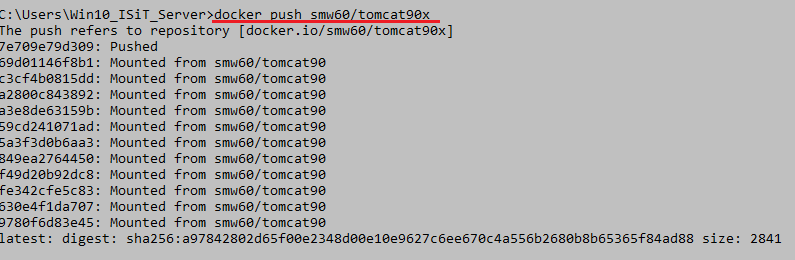 C:\Users\Win10_ISiT_Server>docker push smw60/tomcat90x
The push refers to repository [docker.io/smw60/tomcat90x]
7e709e79d309: Pushed
69d01146f8b1: Mounted from smw60/tomcat90
c3cf4b0815dd: Mounted from smw60/tomcat90
a2800c843892: Mounted from smw60/tomcat90
a3e8de63159b: Mounted from smw60/tomcat90
59cd241071ad: Mounted from smw60/tomcat90
5a3f3d0b6aa3: Mounted from smw60/tomcat90
849ea2764450: Mounted from smw60/tomcat90
f49d20b92dc8: Mounted from smw60/tomcat90
fe342cfe5c83: Mounted from smw60/tomcat90
630e4f1da707: Mounted from smw60/tomcat90
9780f6d83e45: Mounted from smw60/tomcat90
latest: digest: sha256:a97842802d65f00e2348d00e10e9627c6ee670c4a556b2680b8b65365f84ad88 size: 2841